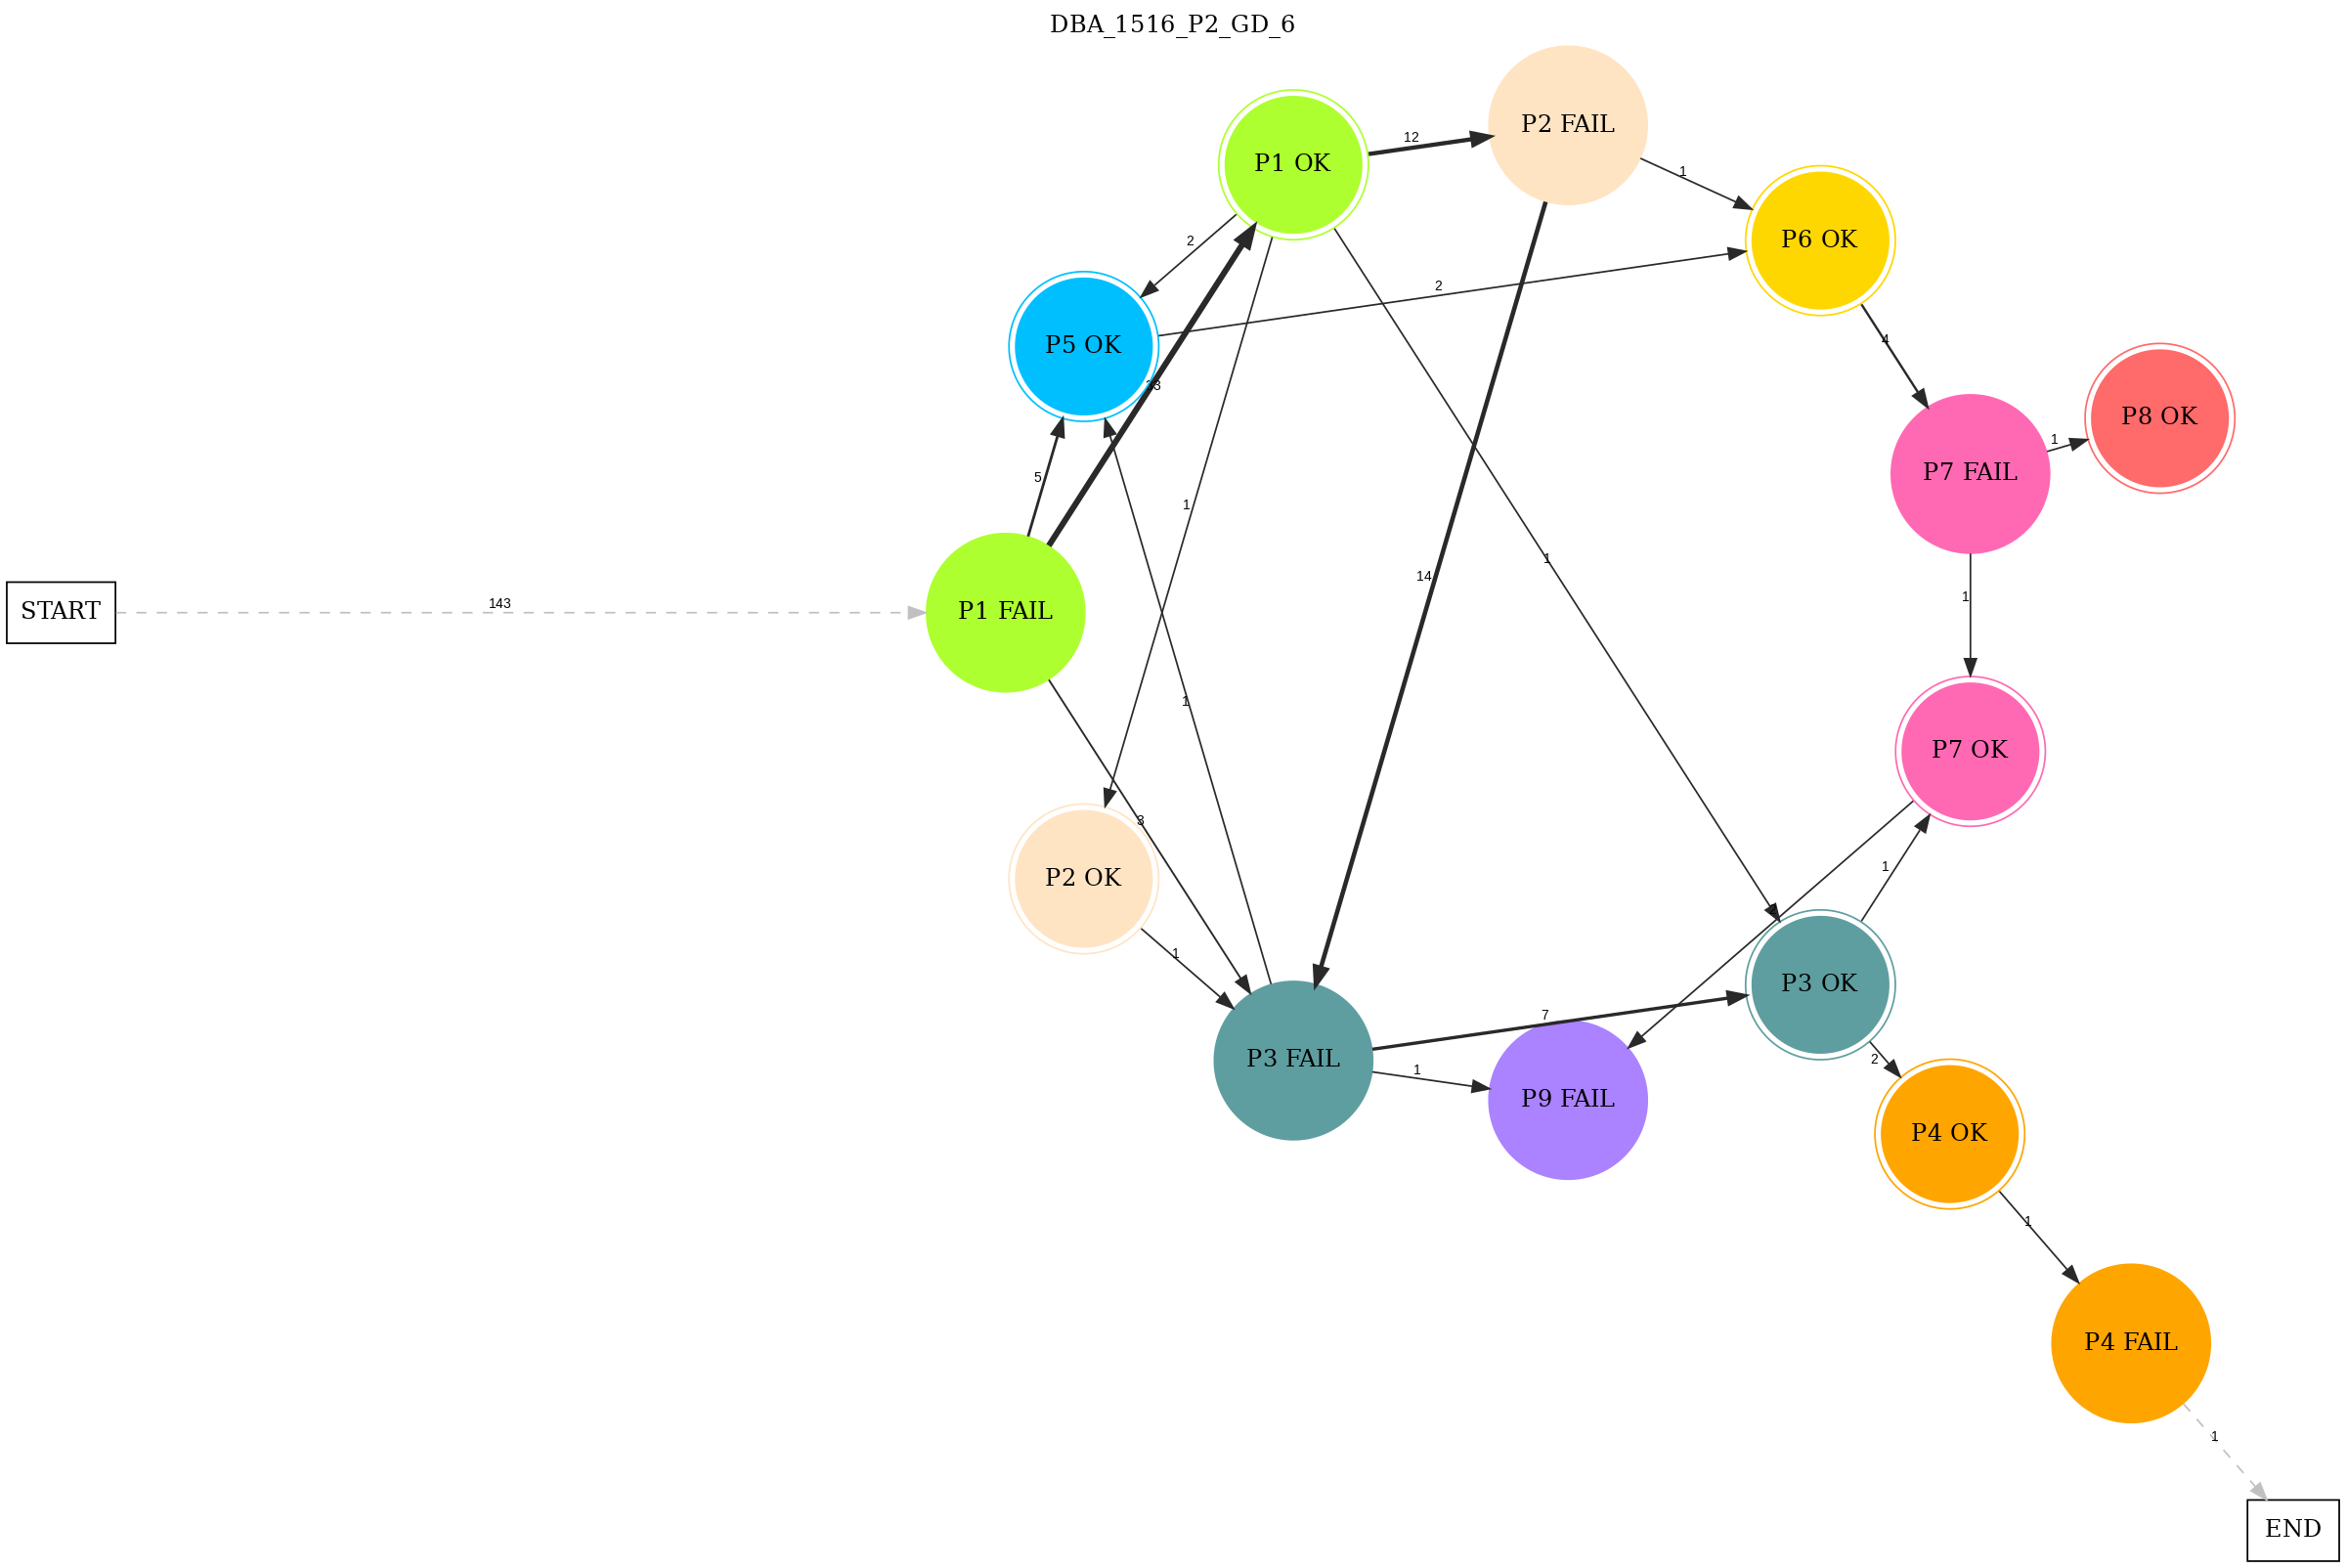 DBA_1516_P2_GD_6
P2 FAIL
P1 OK
12
1
P6 OK
2
2
P5 OK
4
P8 OK
1
P7 FAIL
5
1
1
14
1
START
143
P1 FAIL
1
P7 OK
3
1
P2 OK
1
1
P3 OK
7
P3 FAIL
1
2
P9 FAIL
P4 OK
1
P4 FAIL
1
END